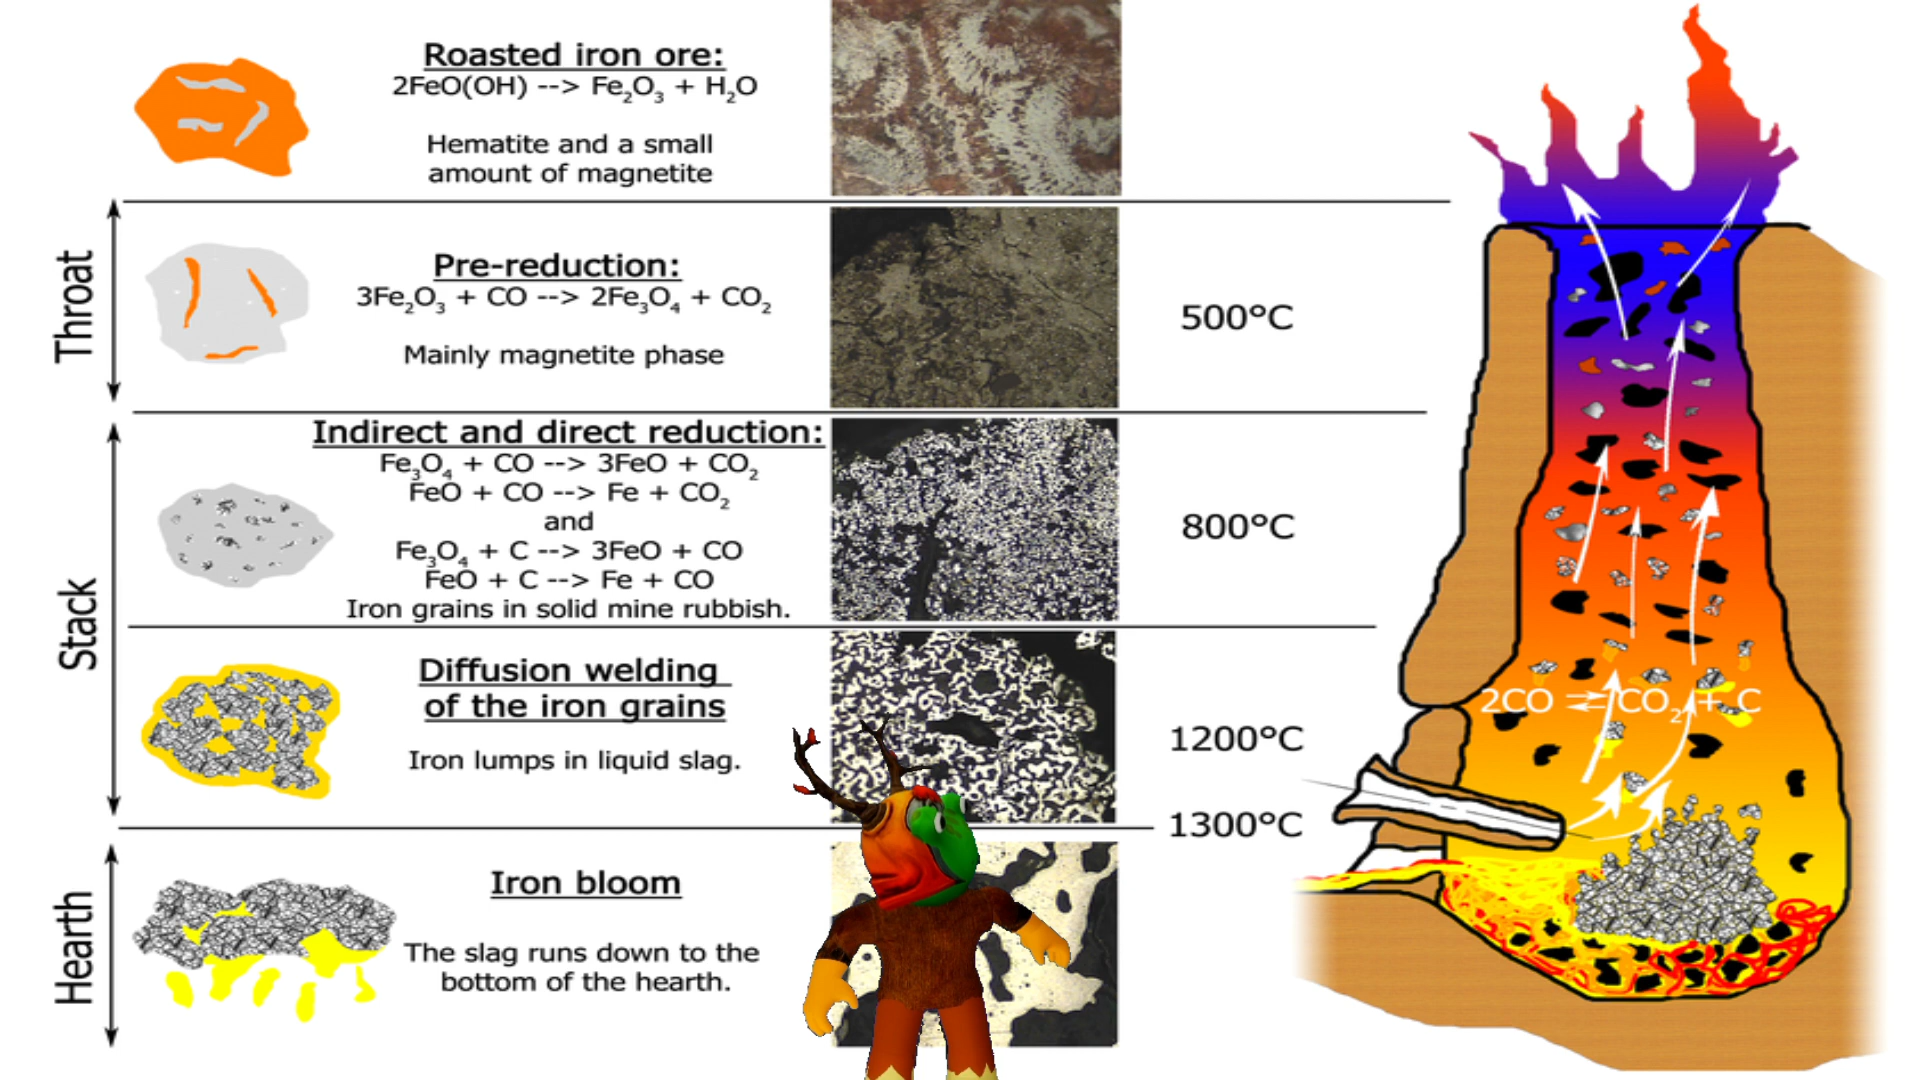 Roasted iron ore:
2FeO(OH) --> Fe₂O₃ + H₂O
Hematite and a small
amount of magnetite
Throat
Pre-reduction:
3Fe₂O₃ + CO --> 2Fe₃O₄ + CO₂
Mainly magnetite phase
500°C
Stack
Indirect and direct reduction:
Fe₃O₄ + CO --> 3FeO + CO₂
FeO + CO --> Fe + CO₂
and
Fe₃O₄ + C --> 3FeO + CO
FeO + C --> Fe + CO
Iron grains in solid mine rubbish.
800°C
Diffusion welding
of the iron grains
Iron lumps in liquid slag.
1200°C
1300°C
2CO ⇌ CO₂ + C
Hearth
Iron bloom
The slag runs down to the
bottom of the hearth.